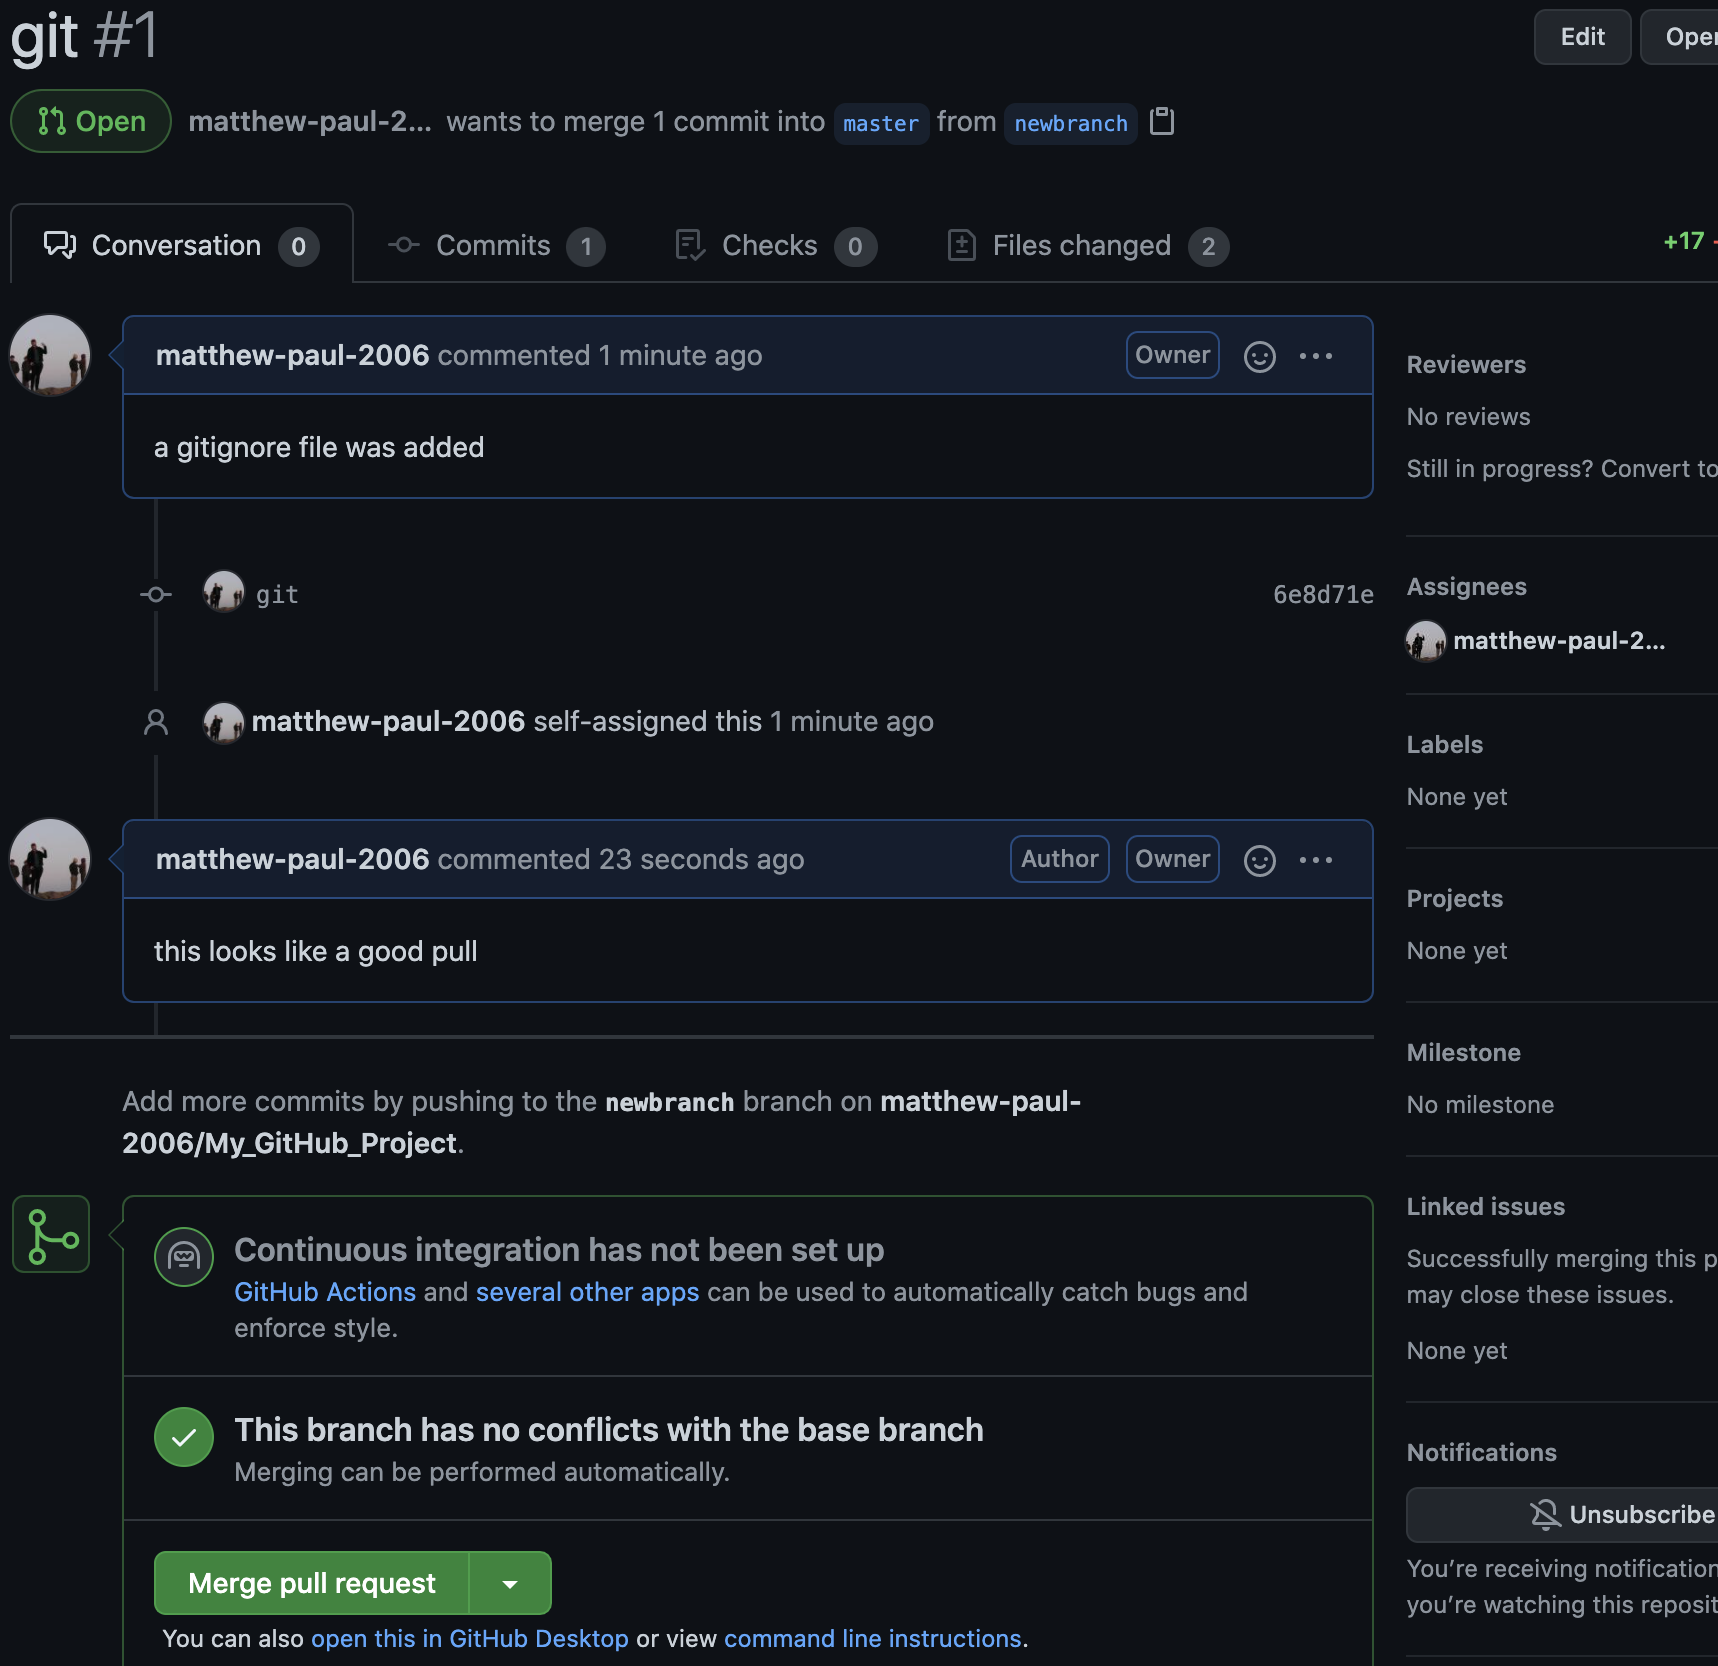 git #1
Edit
Open matthew-paul-2... wants to merge 1 commit into master from newbranch
Conversation 0
Commits 1
Checks 0
Files changed 2
+17
matthew-paul-2006 commented 1 minute ago
Owner
a gitignore file was added
git
6e8d71e
matthew-paul-2006 self-assigned this 1 minute ago
matthew-paul-2006 commented 23 seconds ago
Author
Owner
this looks like a good pull
Add more commits by pushing to the newbranch branch on matthew-paul-
2006/My_GitHub_Project.
Continuous integration has not been set up
GitHub Actions and several other apps can be used to automatically catch bugs and
enforce style.
This branch has no conflicts with the base branch
Merging can be performed automatically.
Merge pull request
You can also open this in GitHub Desktop or view command line instructions.
Reviewers
No reviews
Still in progress? Convert to
Assignees
matthew-paul-2...
Labels
None yet
Projects
None yet
Milestone
No milestone
Linked issues
Successfully merging this p
may close these issues.
None yet
Notifications
Unsubscribe
You’re receiving notification
you’re watching this reposit